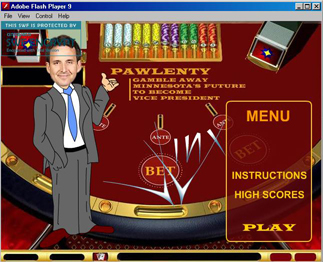 Adobe Flash Player 9
File View Control Help
THIS SWF IS PROTECTED BY
PAWLENTY
GAMBLE AWAY
MINNESOTA'S FUTURE
TO BECOME
VICE PRESIDENT
ANTE
ANTE
BET
BET
MENU
INSTRUCTIONS
HIGH SCORES
PLAY